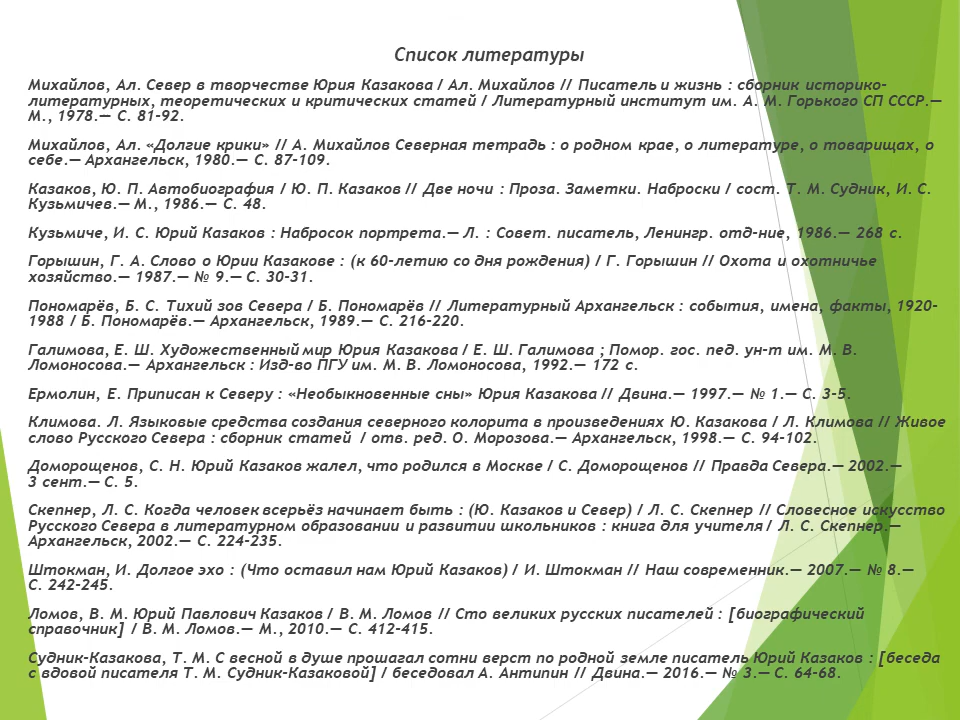 Список литературы
Михайлов, Ал. Север в творчестве Юрия Казакова / Ал. Михайлов // Писатель и жизнь : сборник историко-
литературных, теоретических и критических статей / Литературный институт им. А. М. Горького СП СССР.—
М., 1978.— С. 81-92.
Михайлов, Ал. «Долгие крики» // А. Михайлов Северная тетрадь : о родном крае, о литературе, о товарищах, о
себе.— Архангельск, 1980.— С. 87-109.
Казаков, Ю. П. Автобиография / Ю. П. Казаков // Две ночи : Проза. Заметки. Наброски / сост. Т. М. Судник, И. С.
Кузьмичев.— М., 1986.— С. 48.
Кузьмиче, И. С. Юрий Казаков : Набросок портрета.— Л. : Совет. писатель, Ленингр. отд-ние, 1986.— 268 с.
Горышин, Г. А. Слово о Юрии Казакове : (к 60-летию со дня рождения) / Г. Горышин // Охота и охотничье
хозяйство.— 1987.— № 9.— С. 30-31.
Пономарёв, Б. С. Тихий зов Севера / Б. Пономарёв // Литературный Архангельск : события, имена, факты, 1920-
1988 / Б. Пономарёв.— Архангельск, 1989.— С. 216-220.
Галимова, Е. Ш. Художественный мир Юрия Казакова / Е. Ш. Галимова ; Помор. гос. пед. ун-т им. М. В.
Ломоносова.— Архангельск : Изд-во ПГУ им. М. В. Ломоносова, 1992.— 172 с.
Ермолин, Е. Приписан к Северу : «Необыкновенные сны» Юрия Казакова // Двина.— 1997.— № 1.— С. 3-5.
Климова. Л. Языковые средства создания северного колорита в произведениях Ю. Казакова / Л. Климова // Живое
слово Русского Севера : сборник статей / отв. ред. О. Морозова.— Архангельск, 1998.— С. 94-102.
Доморощенов, С. Н. Юрий Казаков жалел, что родился в Москве / С. Доморощенов // Правда Севера.— 2002.—
3 сент.— С. 5.
Скепнер, Л. С. Когда человек всерьёз начинает быть : (Ю. Казаков и Север) / Л. С. Скепнер // Словесное искусство
Русского Севера в литературном образовании и развитии школьников : книга для учителя / Л. С. Скепнер.—
Архангельск, 2002.— С. 224-235.
Штокман, И. Долгое эхо : (Что оставил нам Юрий Казаков) / И. Штокман // Наш современник.— 2007.— № 8.—
С. 242-245.
Ломов, В. М. Юрий Павлович Казаков / В. М. Ломов // Сто великих русских писателей : [биографический
справочник] / В. М. Ломов.— М., 2010.— С. 412-415.
Судник-Казакова, Т. М. С весной в душе прошагал сотни верст по родной земле писатель Юрий Казаков : [беседа
с вдовой писателя Т. М. Судник-Казаковой] / беседовал А. Антипин // Двина.— 2016.— № 3.— С. 64-68.